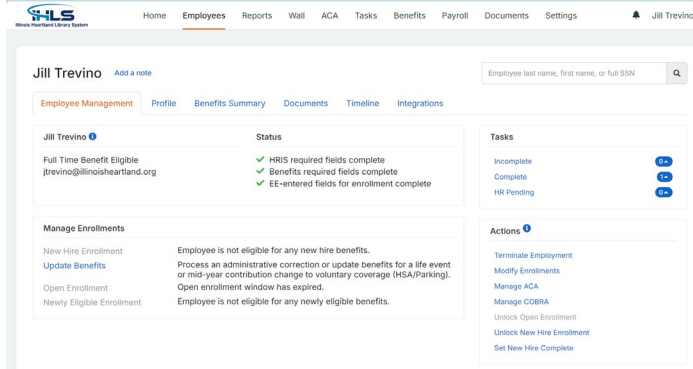 iHLS
Illinois Heartland Library System
Home Employees Reports Wall ACA Tasks Benefits Payroll Documents Settings Jill Trevino
Jill Trevino Add a note
Employee last name, first name, or full SSN
Employee Management Profile Benefits Summary Documents Timeline Integrations
Jill Trevino
Full Time Benefit Eligible
jtrevino@illinoisheartland.org
Status
HRIS required fields complete
Benefits required fields complete
EE-entered fields for enrollment complete
Tasks
Incomplete 0
Complete 1
HR Pending 0
Manage Enrollments
New Hire Enrollment Employee is not eligible for any new hire benefits.
Update Benefits Process an administrative correction or update benefits for a life event
or mid-year contribution change to voluntary coverage (HSA/Parking).
Open Enrollment Open enrollment window has expired.
Newly Eligible Enrollment Employee is not eligible for any newly eligible benefits.
Actions
Terminate Employment
Modify Enrollments
Manage ACA
Manage COBRA
Unlock Open Enrollment
Unlock New Hire Enrollment
Set New Hire Complete